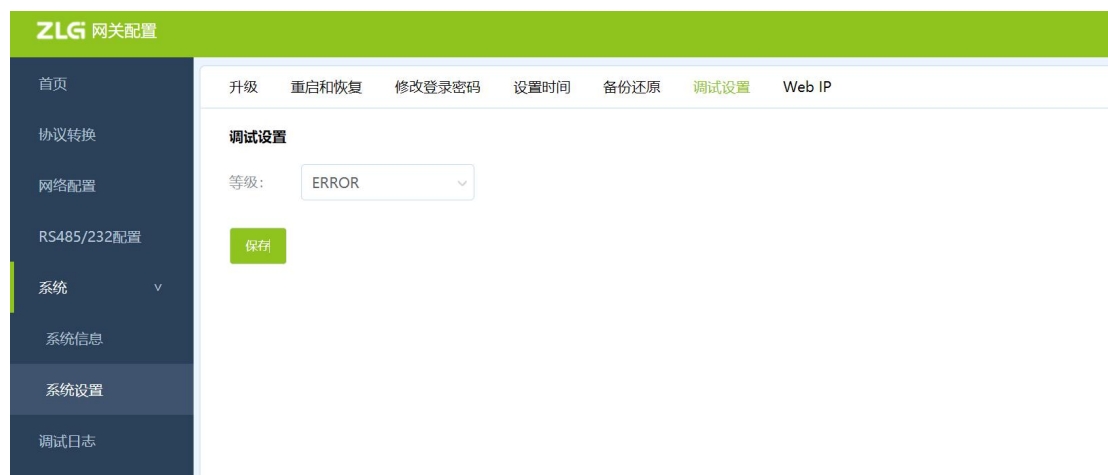 ZLG 网关配置
首页
升级 重启和恢复 修改登录密码 设置时间 备份还原 调试设置 Web IP
协议转换
调试设置
网络配置
等级: ERROR
RS485/232配置
保存
系统
系统信息
系统设置
调试日志